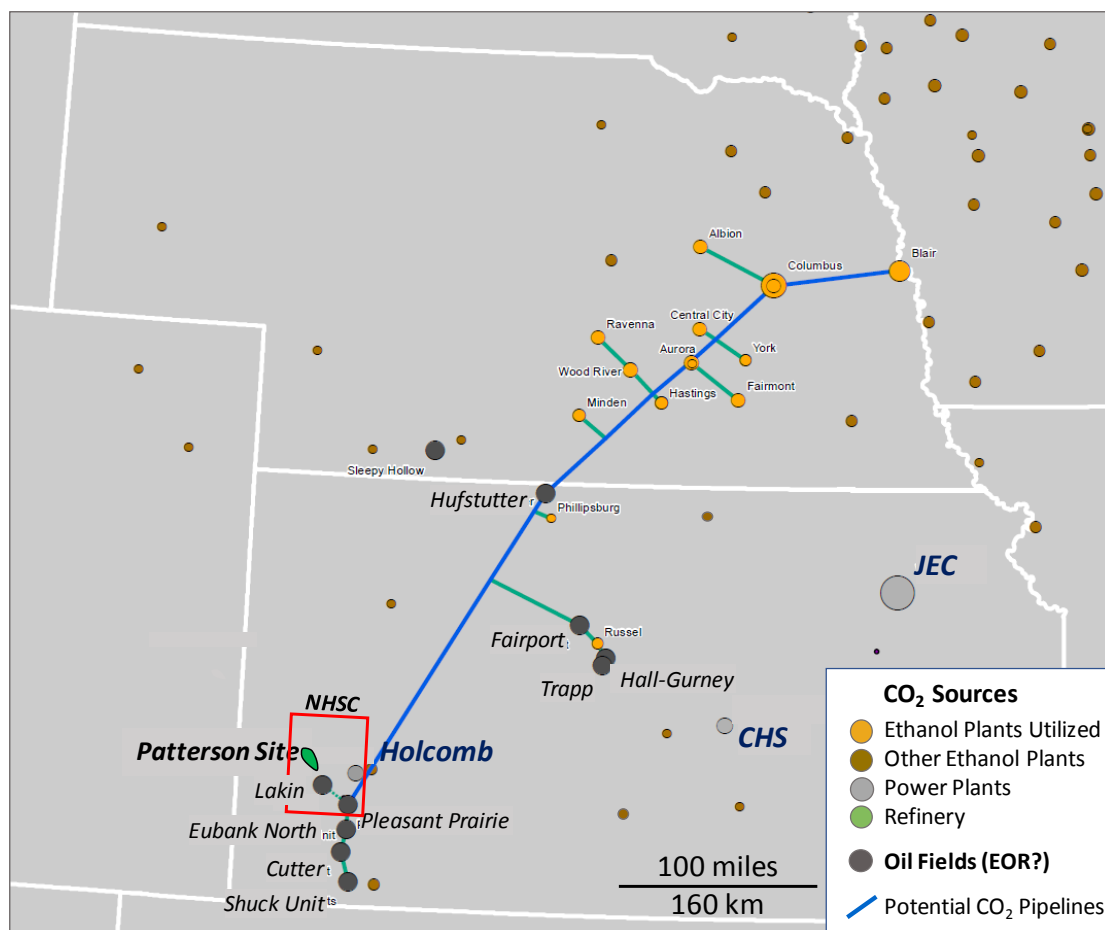 Albion
Columbus
Blair
Central City
Ravenna
Aurora
York
Wood River
Hastings
Fairmont
Minden
Sleepy Hollow
Hufstutter r
Phillipsburg
JEC
Fairport t
Russel
Hall-Gurney
Trapp
NHSC
Patterson Site
Holcomb
CHS
Lakin
Pleasant Prairie
Eubank North nit
Cutter t
Shuck Unit ts
100 miles
160 km
CO₂ Sources
Ethanol Plants Utilized
Other Ethanol Plants
Power Plants
Refinery
Oil Fields (EOR?)
Potential CO₂ Pipelines